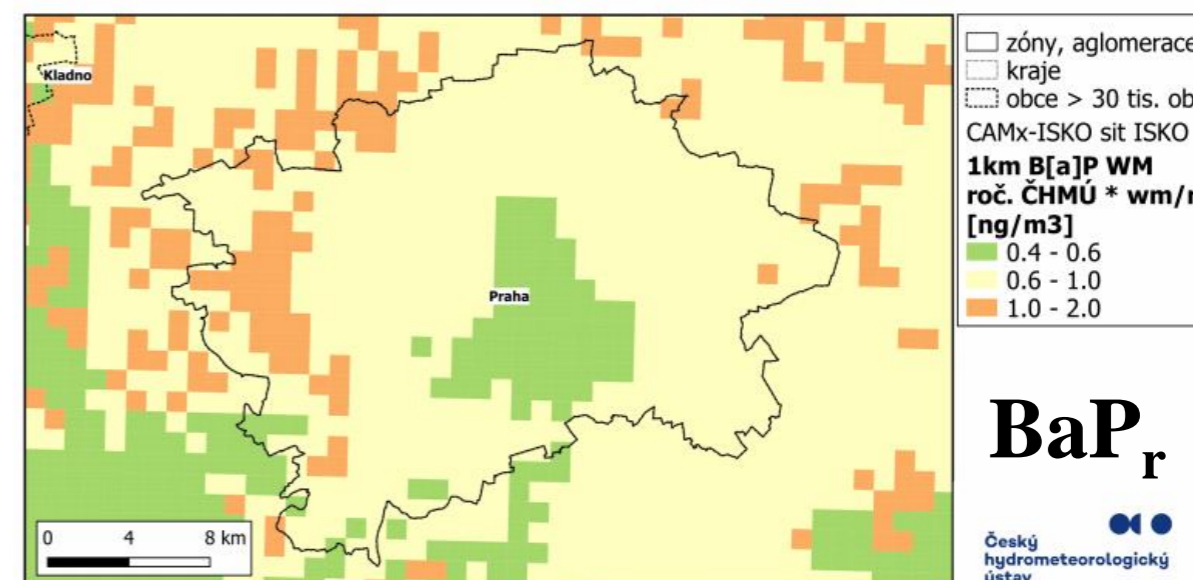 Kladno
Praha
0 4 8 km
zóny, aglomerace
kraje
obce > 30 tis. ob
CAMx-ISKO sit ISKO
1km B[a]P WM
roč. ČHMÚ * wm/r
[ng/m3]
0.4 - 0.6
0.6 - 1.0
1.0 - 2.0
BaPr
Český
hydrometeorologický
ústav